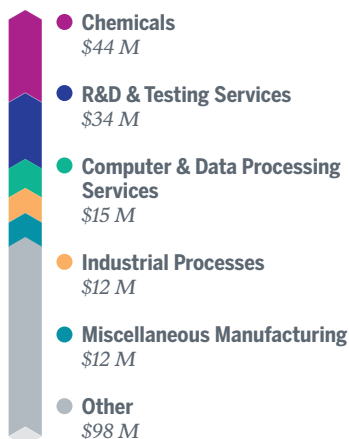 Chemicals
$44 M
R&D & Testing Services
$34 M
Computer & Data Processing
Services
$15 M
Industrial Processes
$12 M
Miscellaneous Manufacturing
$12 M
Other
$98 M